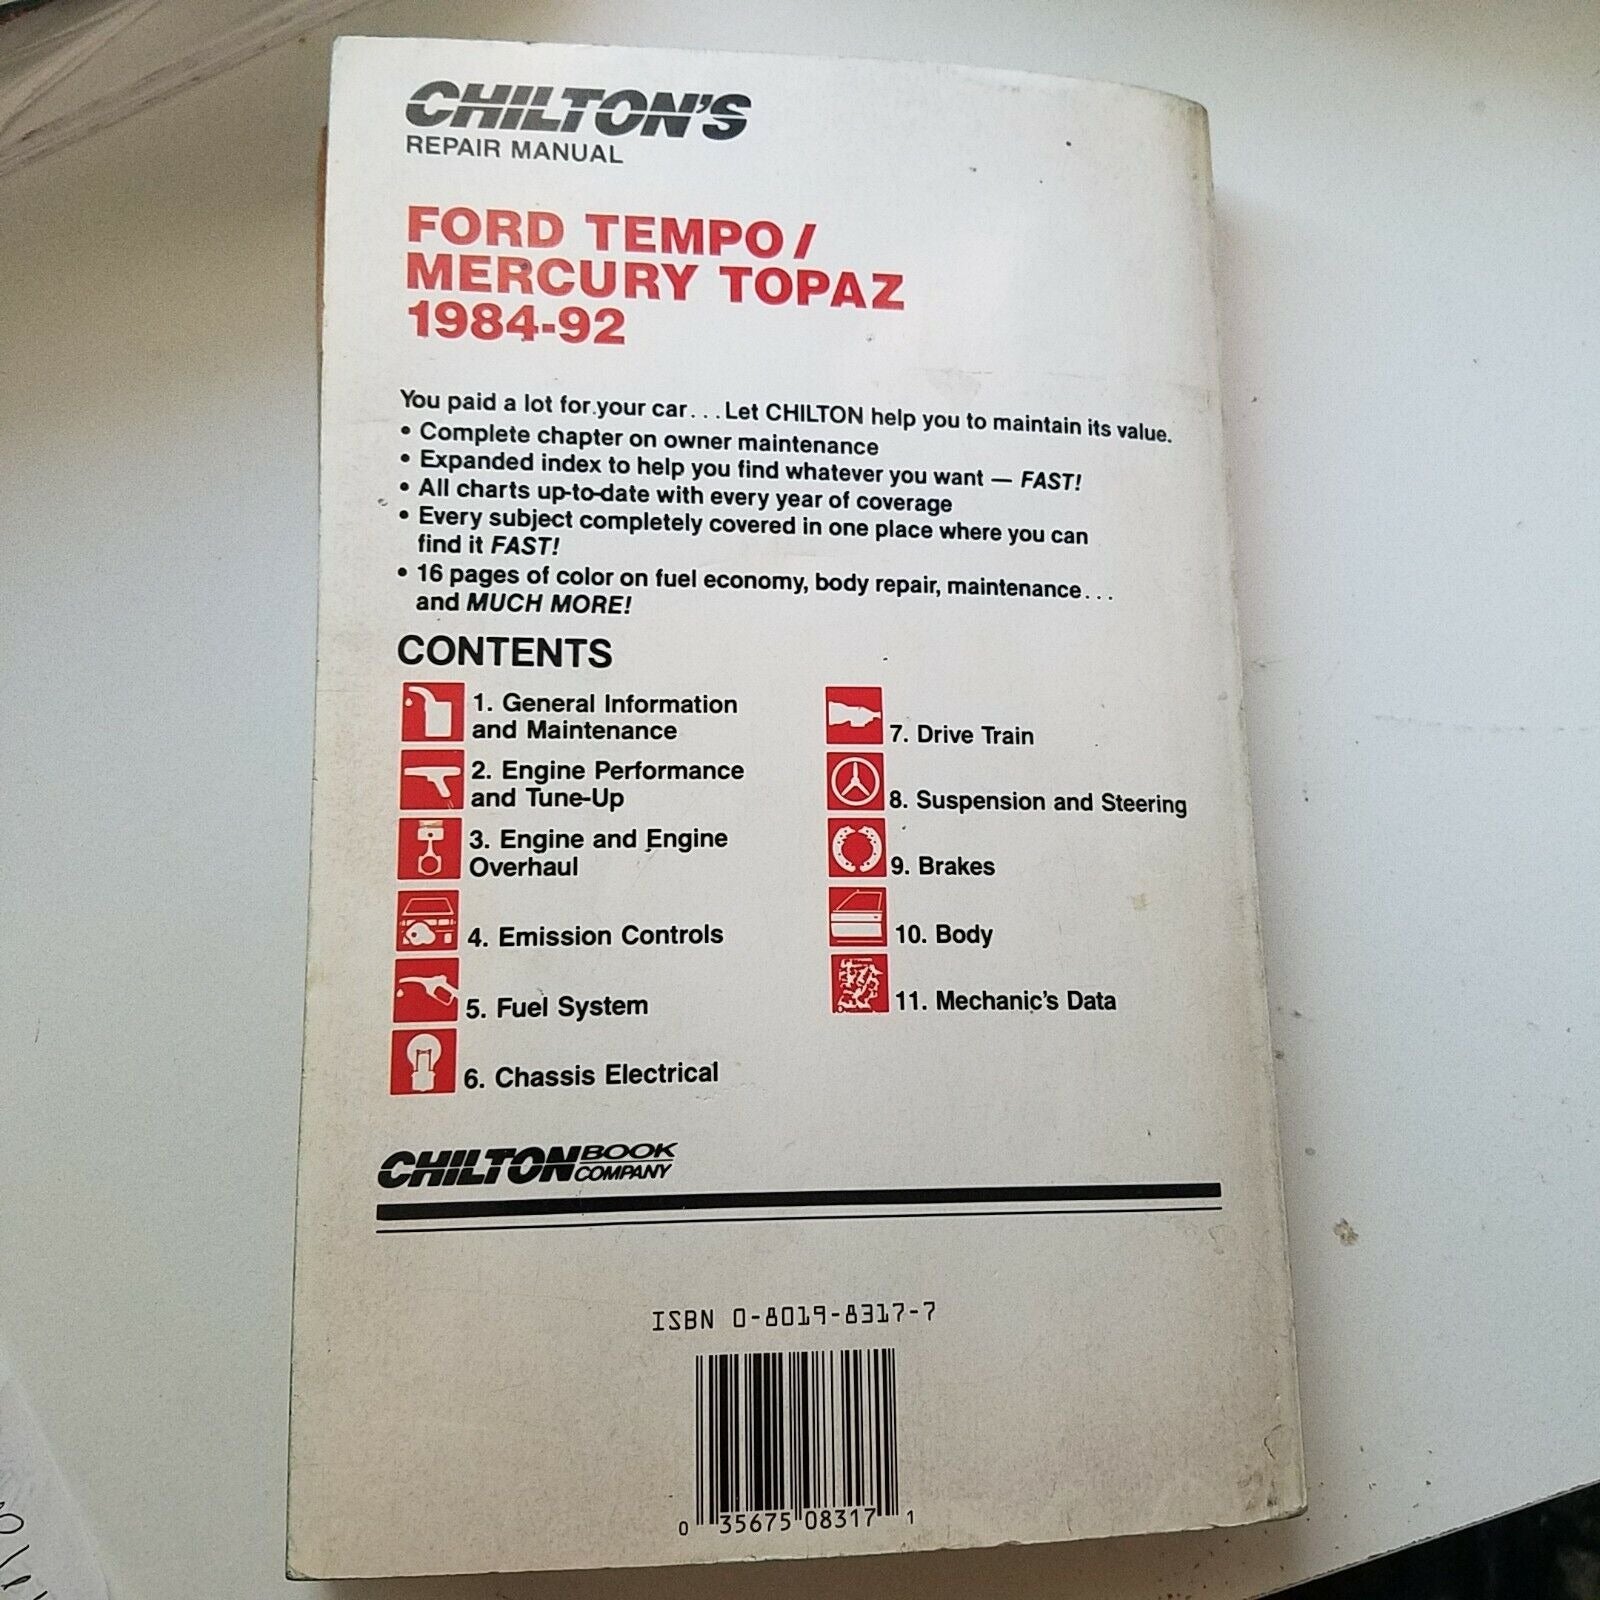 CHILTON'S
REPAIR MANUAL
FORD TEMPO/
MERCURY TOPAZ
1984-92
You paid a lot for your car...Let CHILTON help you to maintain its value.
• Complete chapter on owner maintenance
• Expanded index to help you find whatever you want — FAST!
• All charts up-to-date with every year of coverage
• Every subject completely covered in one place where you can
find it FAST!
• 16 pages of color on fuel economy, body repair, maintenance...
and MUCH MORE!
CONTENTS
1. General Information
and Maintenance
2. Engine Performance
and Tune-Up
3. Engine and Engine
Overhaul
4. Emission Controls
5. Fuel System
6. Chassis Electrical
7. Drive Train
8. Suspension and Steering
9. Brakes
10. Body
11. Mechanic's Data
CHILTON BOOK
COMPANY
ISBN 0-8019-8317-7
0 35675 08317 1